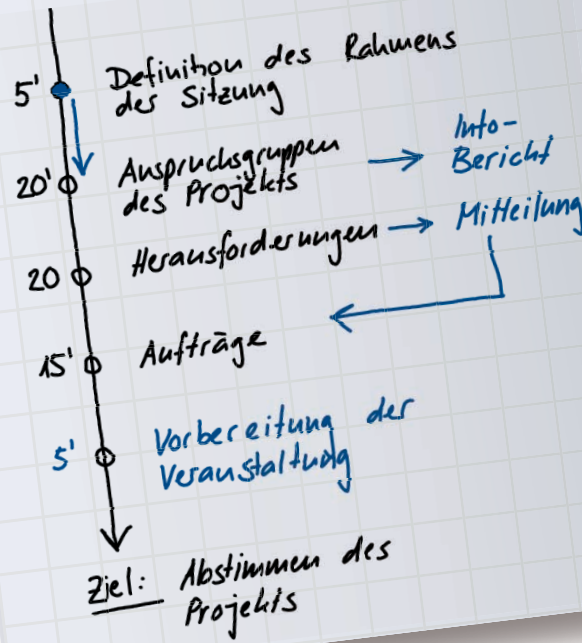 5' Definition des Rahmens
der Sitzung
20' Anspruchsgruppen
des Projekts
Info-
Bericht
20 Herausforderungen
Mitteilung
15' Aufträge
5' Vorbereitung der
Veranstaltung
Ziel: Abstimmen des
Projekts